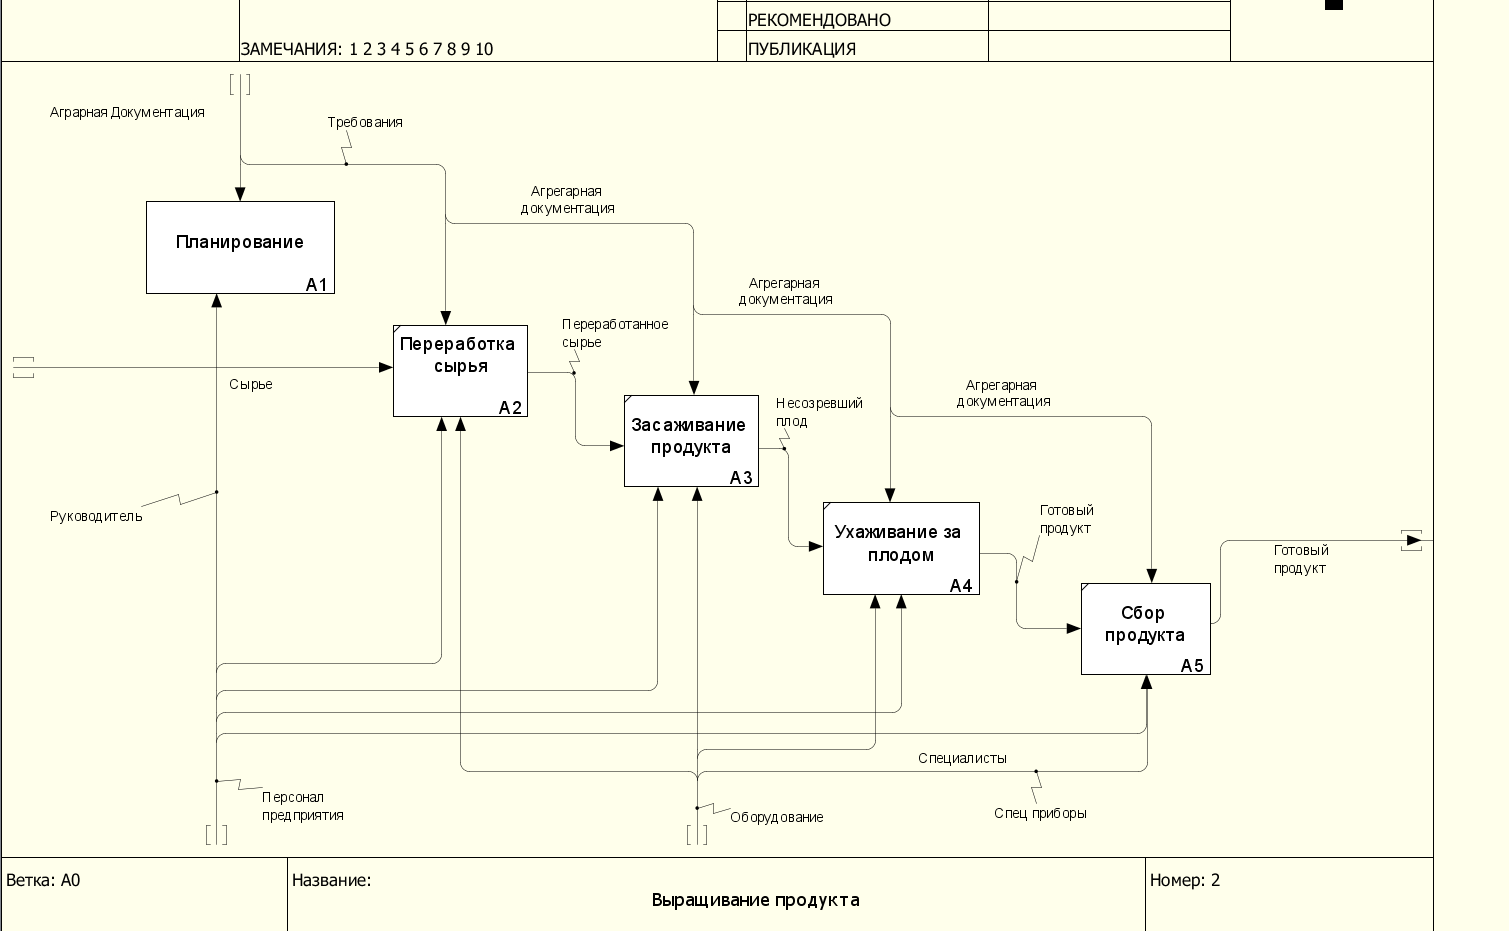 РЕКОМЕНДОВАНО
ЗАМЕЧАНИЯ: 1 2 3 4 5 6 7 8 9 10
ПУБЛИКАЦИЯ
Аграрная Документация
Требования
Агрегарная
документация
Планирование
A1
Агрегарная
документация
Переработанное
сырье
Переработка
сырья
A2
Сырье
Агрегарная
документация
Несозревший
плод
Засаживание
продукта
A3
Руководитель
Готовый
продукт
Ухаживание за
плодом
A4
Готовый
продукт
Сбор
продукта
A5
Специалисты
Персонал
предприятия
Оборудование
Спец приборы
Ветка: A0
Название:
Выращивание продукта
Номер: 2